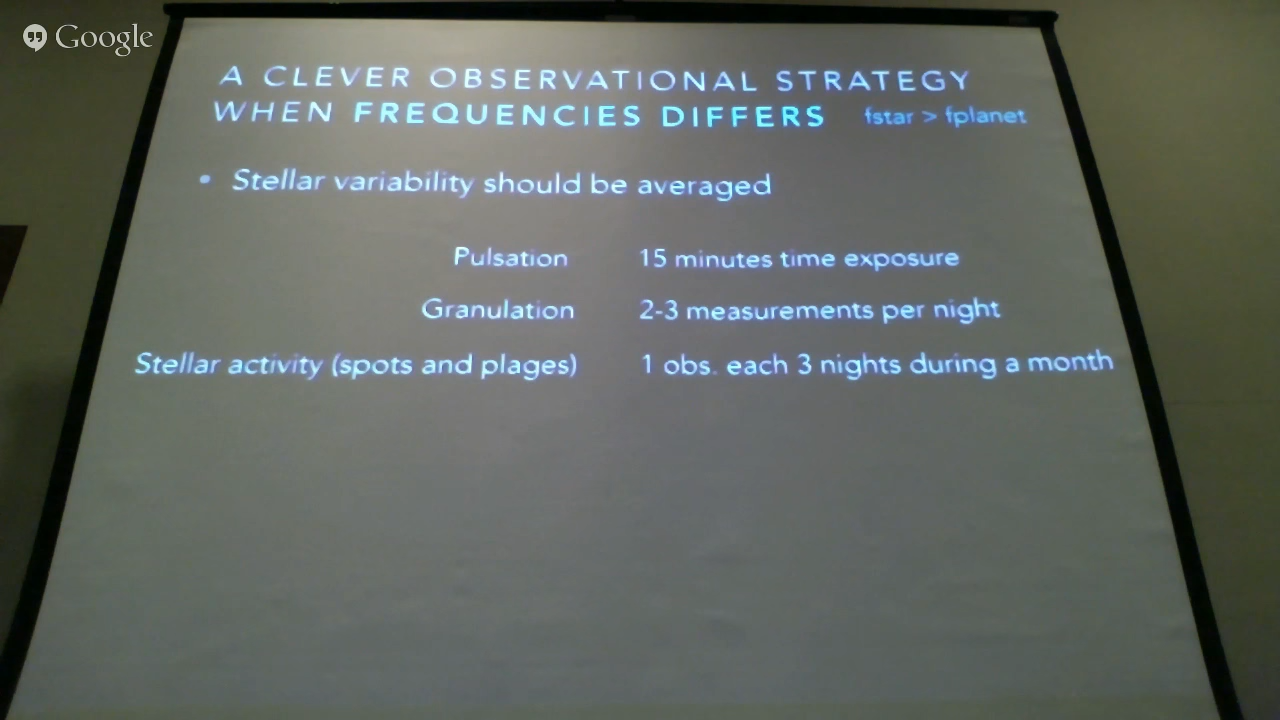 Google
A CLEVER OBSERVATIONAL STRATEGY
WHEN FREQUENCIES DIFFERS fstar > fplanet
• Stellar variability should be averaged
Pulsation 15 minutes time exposure
Granulation 2-3 measurements per night
Stellar activity (spots and plages) 1 obs. each 3 nights during a month